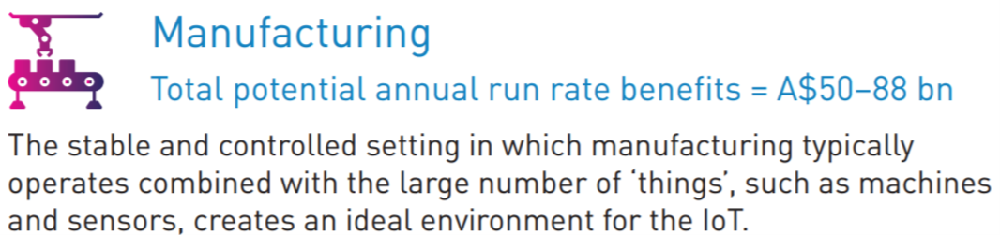 Manufacturing
Total potential annual run rate benefits = A$50–88 bn
The stable and controlled setting in which manufacturing typically
operates combined with the large number of ‘things’, such as machines
and sensors, creates an ideal environment for the IoT.